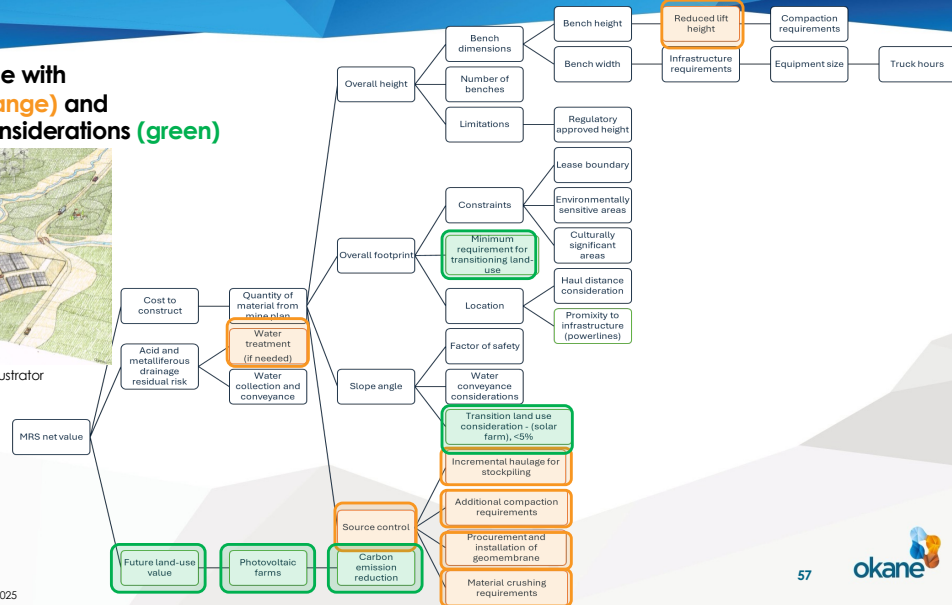 e with
ange) and
nsiderations (green)
ustrator
MRS net value
Cost to
construct
Acid and
metalliferous
drainage
residual risk
Future land-use
value
Quantity of
material from
mine plan
Water
treatment
(if needed)
Water
collection and
conveyance
Photovoltaic
farms
Carbon
emission
reduction
Overall height
Overall footprint
Slope angle
Source control
Bench
dimensions
Number of
benches
Limitations
Constraints
Minimum
requirement for
transitioning land-
use
Location
Factor of safety
Water
conveyance
considerations
Transition land use
consideration - (solar
farm), <5%
Incremental haulage for
stockpiling
Additional compaction
requirements
Procurement and
installation of
geomembrane
Material crushing
requirements
Bench height
Bench width
Regulatory
approved height
Lease boundary
Environmentally
sensitive areas
Culturally
significant
areas
Haul distance
consideration
Promixity to
infrastructure
(powerlines)
Reduced lift
height
Infrastructure
requirements
Compaction
requirements
Equipment size
Truck hours
025
57
okane